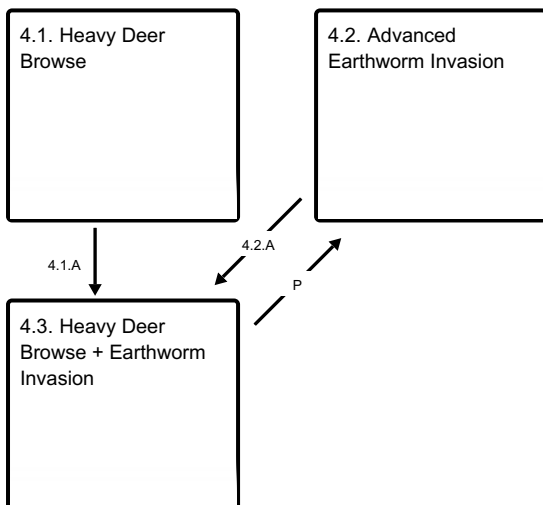 4.1. Heavy Deer
Browse
4.2. Advanced
Earthworm Invasion
4.2.A
4.1.A
P
4.3. Heavy Deer
Browse + Earthworm
Invasion